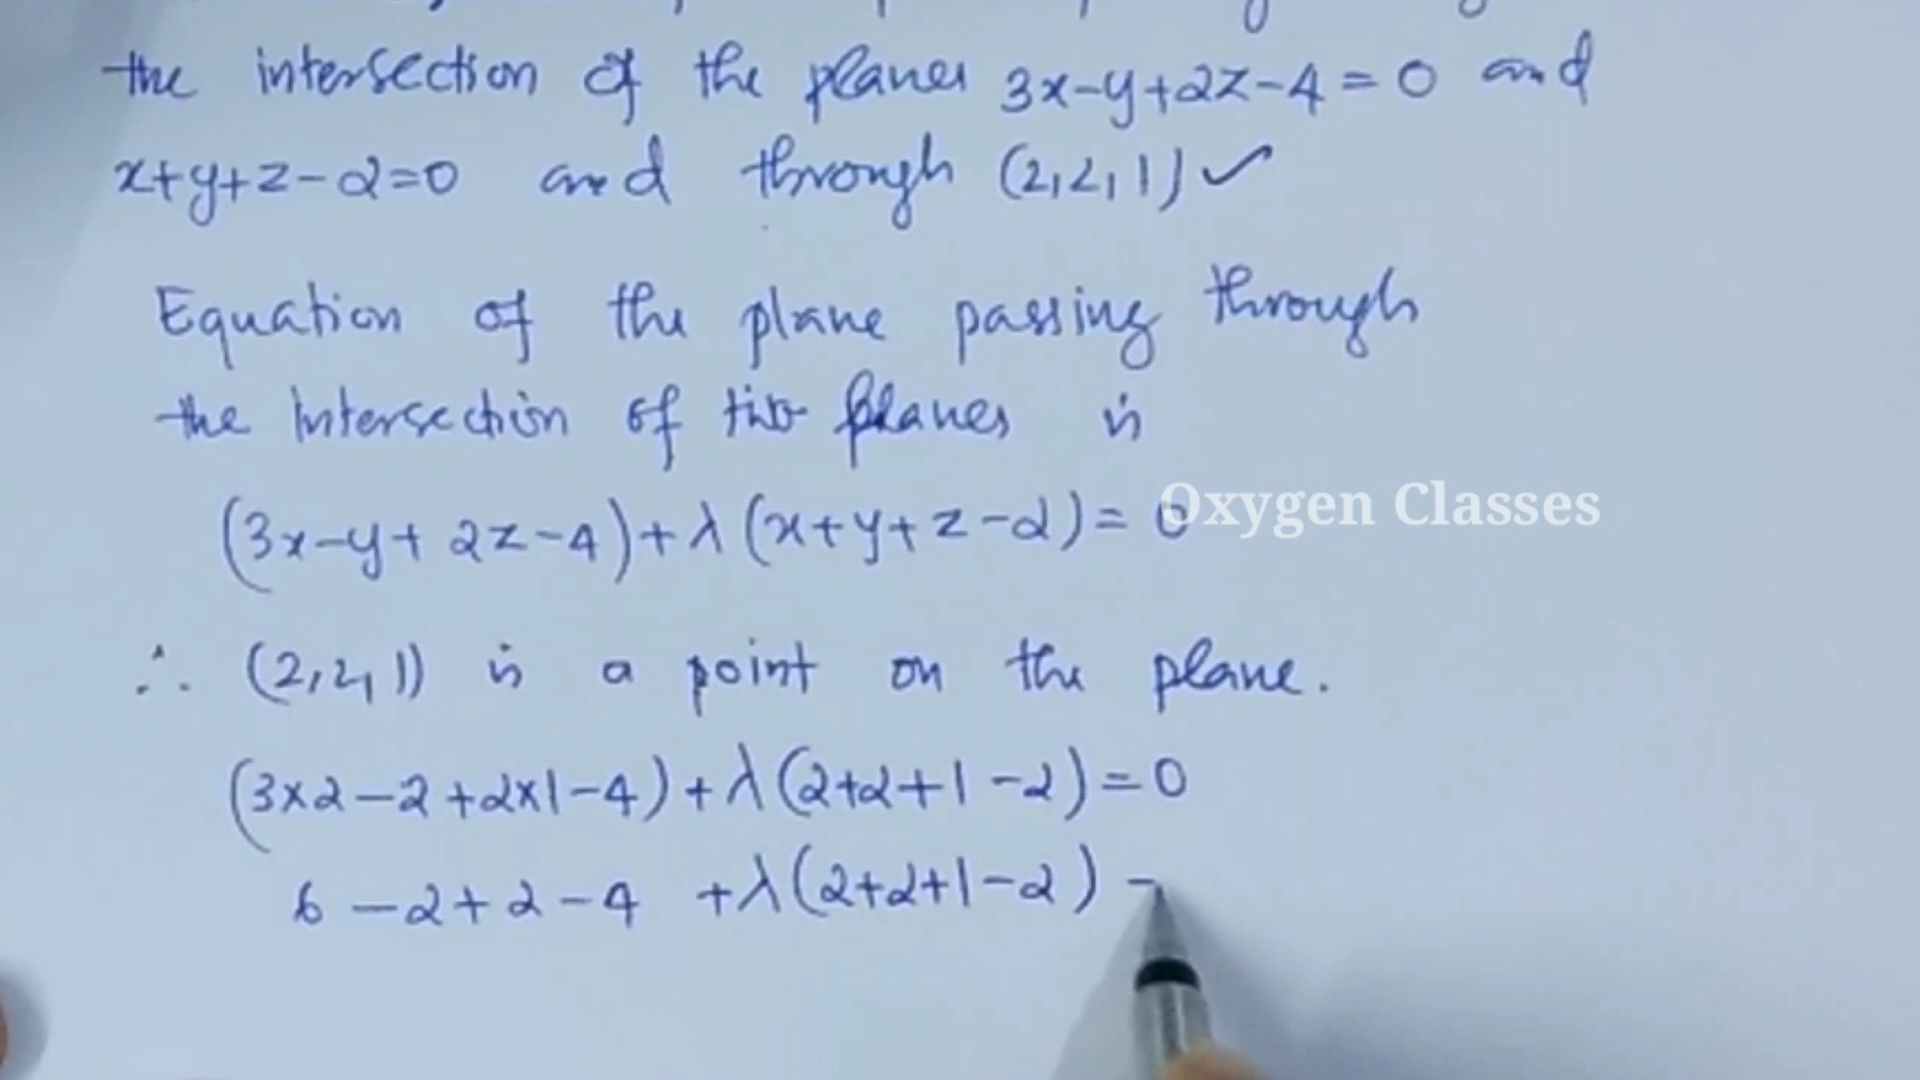 the intersection of the planes 3x-y+2z-4=0 and
x+y+z-2=0 and through (2,2,1) ✓
Equation of the plane passing through
the Intersection of two planes is
(3x-y+2z-4)+λ(x+y+z-2)=0
Oxygen Classes
∴ (2,2,1) is a point on the plane.
(3×2-2+2×1-4)+λ(2+2+1-2)=0
6-2+2-4 +λ(2+2+1-2) -